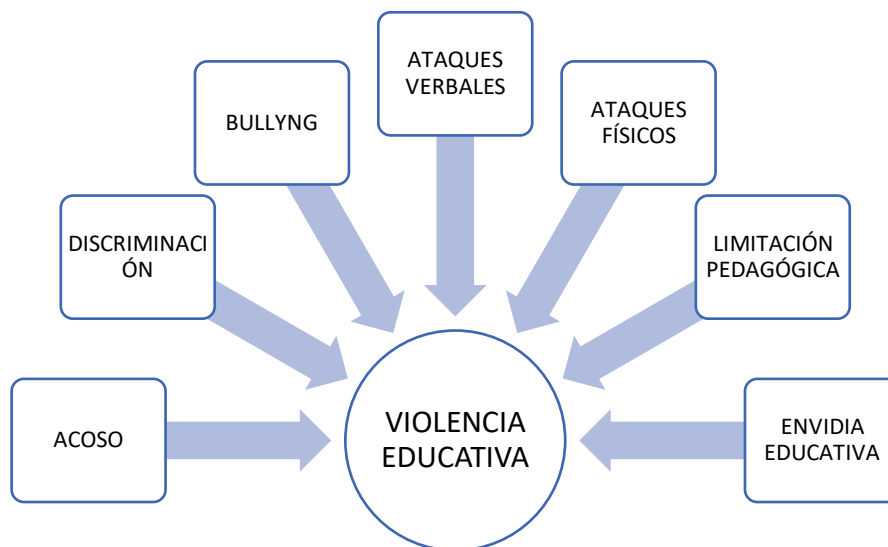 ATAQUES
VERBALES
BULLYNG
ATAQUES
FÍSICOS
DISCRIMINACI
ÓN
LIMITACIÓN
PEDAGÓGICA
ACOSO
VIOLENCIA
EDUCATIVA
ENVIDIA
EDUCATIVA